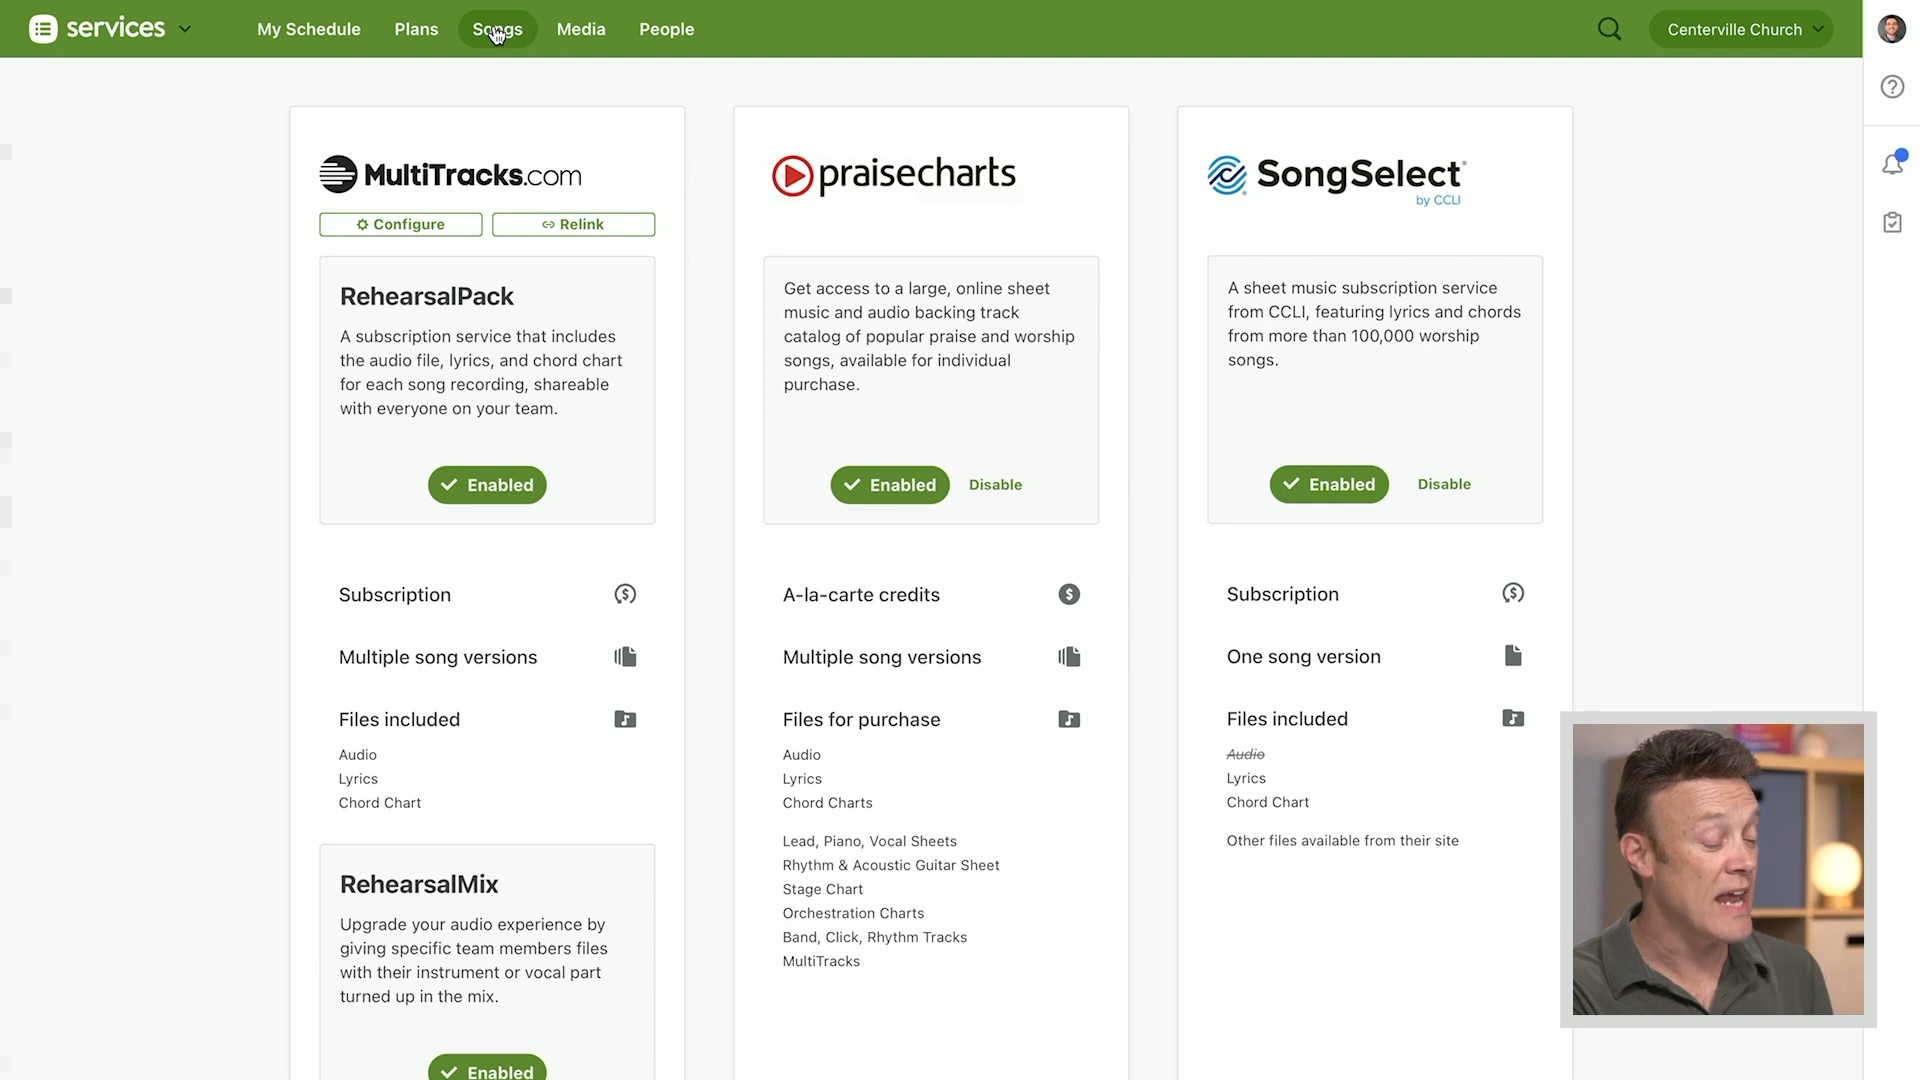 services
My Schedule
Plans
Songs
Media
People
Centerville Church
MultiTracks.com
Configure
Relink
RehearsalPack
A subscription service that includes
the audio file, lyrics, and chord chart
for each song recording, shareable
with everyone on your team.
Enabled
Subscription
Multiple song versions
Files included
Audio
Lyrics
Chord Chart
RehearsalMix
Upgrade your audio experience by
giving specific team members files
with their instrument or vocal part
turned up in the mix.
Enabled
praisecharts
Get access to a large, online sheet
music and audio backing track
catalog of popular praise and worship
songs, available for individual
purchase.
Enabled
Disable
A-la-carte credits
Multiple song versions
Files for purchase
Audio
Lyrics
Chord Charts
Lead, Piano, Vocal Sheets
Rhythm & Acoustic Guitar Sheet
Stage Chart
Orchestration Charts
Band, Click, Rhythm Tracks
MultiTracks
SongSelect
by CCLI
A sheet music subscription service
from CCLI, featuring lyrics and chords
from more than 100,000 worship
songs.
Enabled
Disable
Subscription
One song version
Files included
Audio
Lyrics
Chord Chart
Other files available from their site